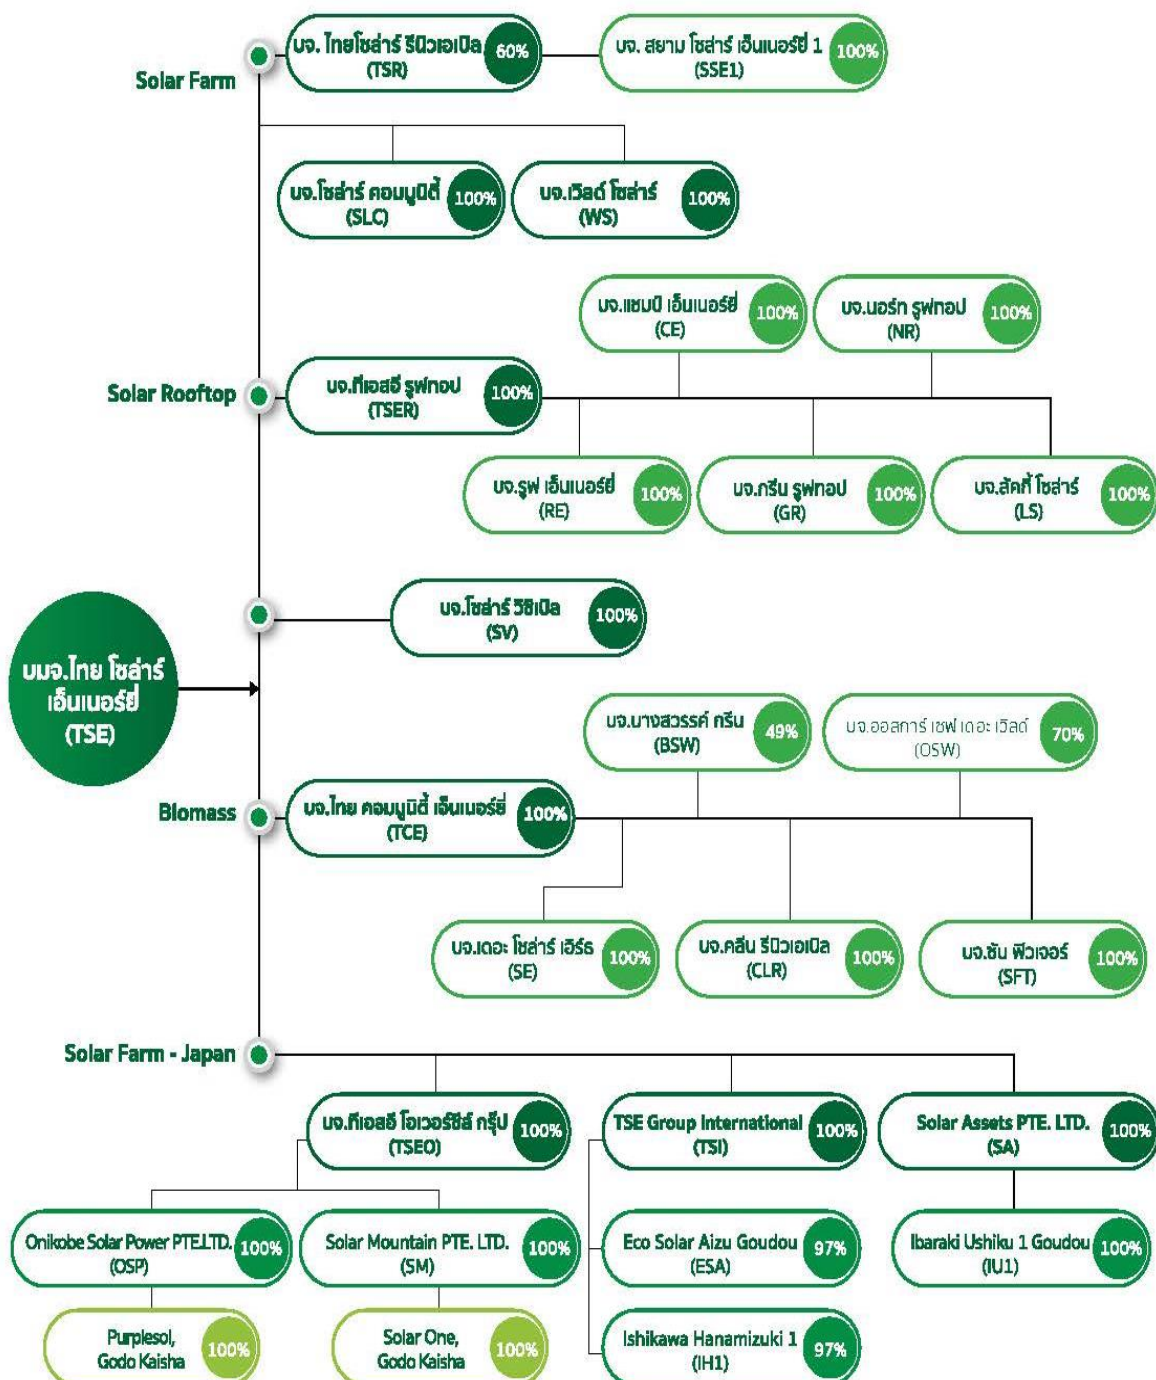 บจ. ไทยโซล่าร์ รีนิวเอเบิล
(TSR)
60%
บจ. สยาม โซล่าร์ เอ็นเนอร์ยี่ 1
(SSE1)
100%
Solar Farm
บจ.โซล่าร์ คอมมูนิตี้
(SLC)
100%
บจ.เวิลด์ โซล่าร์
(WS)
100%
บจ.แชมป์ เอ็นเนอร์ยี่
(CE)
100%
บจ.นอร์ท รูฟทอป
(NR)
100%
Solar Rooftop
บจ.ทีเอสอี รูฟทอป
(TSER)
100%
บจ.รูฟ เอ็นเนอร์ยี่
(RE)
100%
บจ.กรีน รูฟทอป
(GR)
100%
บจ.ลัคกี้ โซล่าร์
(LS)
100%
บจ.โซล่าร์ วิซิเบิล
(SV)
100%
บมจ.ไทย โซล่าร์
เอ็นเนอร์ยี่
(TSE)
บจ.บางสวรรค์ กรีน
(BSW)
49%
บจ.ออสการ์ เซฟ เดอะ เวิลด์
(OSW)
70%
Biomass
บจ.ไทย คอมมูนิตี้ เอ็นเนอร์ยี่
(TCE)
100%
บจ.เดอะ โซล่าร์ เอิร์ธ
(SE)
100%
บจ.คลีน รีนิวเอเบิล
(CLR)
100%
บจ.ซัน ฟิวเจอร์
(SFT)
100%
Solar Farm - Japan
บจ.ทีเอสอี โอเวอร์ซีส์ กรุ๊ป
(TSEO)
100%
TSE Group International
(TSI)
100%
Solar Assets PTE. LTD.
(SA)
100%
Onikobe Solar Power PTE.LTD.
(OSP)
100%
Solar Mountain PTE. LTD.
(SM)
100%
Eco Solar Aizu Goudou
(ESA)
97%
Ibaraki Ushiku 1 Goudou
(IU1)
100%
Purplesol,
Godo Kaisha
100%
Solar One,
Godo Kaisha
100%
Ishikawa Hanamizuki 1
(IH1)
97%